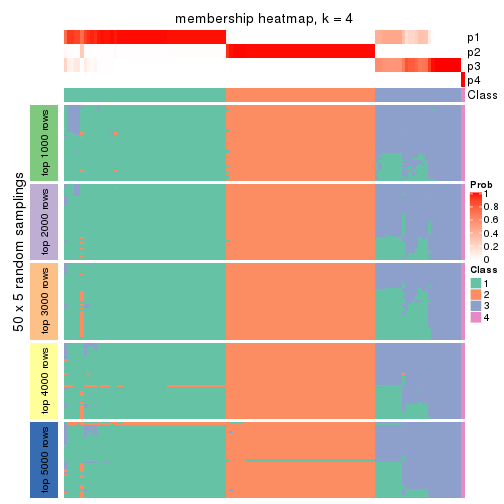 membership heatmap, k = 4
p1
p2
p3
p4
Class
50 x 5 random samplings
top 1000 rows
top 2000 rows
top 3000 rows
top 4000 rows
top 5000 rows
Prob
1
0.8
0.6
0.4
0.2
0
Class
1
2
3
4